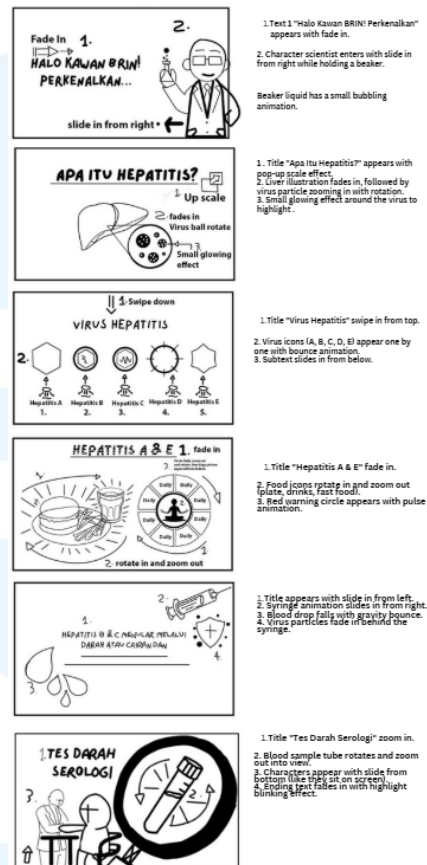 Fade In 1.
HALO KAWAN BRIN!
PERKENALKAN...
2.
slide in from right
1.Text 1 "Halo Kawan BRIN! Perkenalkan"
appears with fade in.
2. Character scientist enters with slide in
from right while holding a beaker.
Beaker liquid has a small bubbling
animation.
APA ITU HEPATITIS?
1 Up scale
2. fades in
Virus ball rotate
3.
Small glowing
effect
1. Title "Apa Itu Hepatitis?" appears with
pop-up scale effect.
2. Liver illustration fades in, followed by
virus particle zooming in with rotation.
3. Small glowing effect around the virus to
highlight .
1. Swipe down
VIRUS HEPATITIS
2.
Hepatitis A Hepatitis B Hepatitis C Hepatitis D Hepatitis E
1. 2. 3. 4. 5.
1.Title "Virus Hepatitis" swipe in from top.
2. Virus icons (A, B, C, D, E) appear one by
one with bounce animation.
3. Subtext slides in from below.
HEPATITIS A & E 1. fade in
Daily Daily
Daily Daily
Daily Daily
Daily Daily
2. rotate in and zoom out
1.Title "Hepatitis A & E" fade in.
2. Food icons rotate in and zoom out
(plate, drinks, fast food).
3. Red warning circle appears with pulse
animation.
1.
2.
HEPATITIS B & C MENULAR MELALUI
DARAH ATAU CAIRAN
3.
4.
1.Title appears with slide in from left.
2. Syringe animation slides in from right.
3. Blood drop falls with gravity bounce.
4. Virus particles fade in behind the
syringe.
1. TES DARAH
SEROLOGI
2.
3.
1.Title "Tes Darah Serologi" zoom in.
2. Blood sample tube rotates and zoom
out into view.
3. Characters appear with slide from
bottom (like they sit on screen).
4. Ending text fades in with highlight
blinking effect.